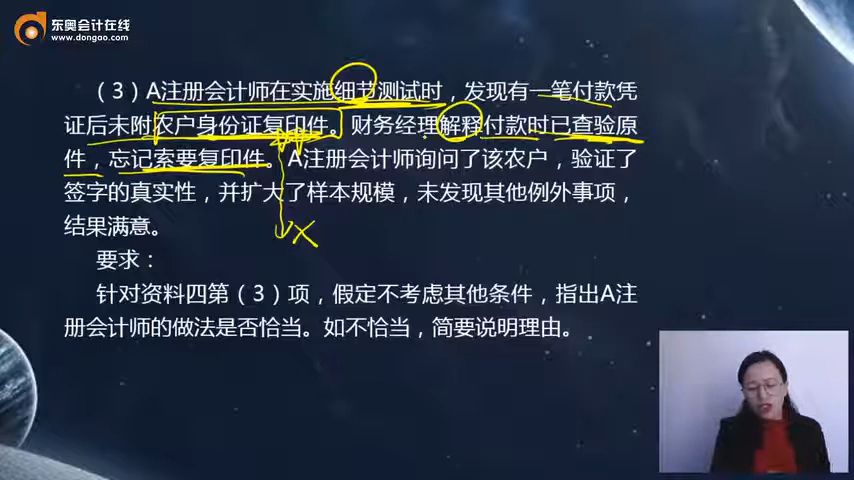 东奥会计在线
www.dongao.com
（3）A注册会计师在实施细节测试时，发现有一笔付款凭
证后未附农户身份证复印件。财务经理解释付款时已查验原
件，忘记索要复印件。A注册会计师询问了该农户，验证了
签字的真实性，并扩大了样本规模，未发现其他例外事项，
结果满意。
要求：
针对资料四第（3）项，假定不考虑其他条件，指出A注
册会计师的做法是否恰当。如不恰当，简要说明理由。